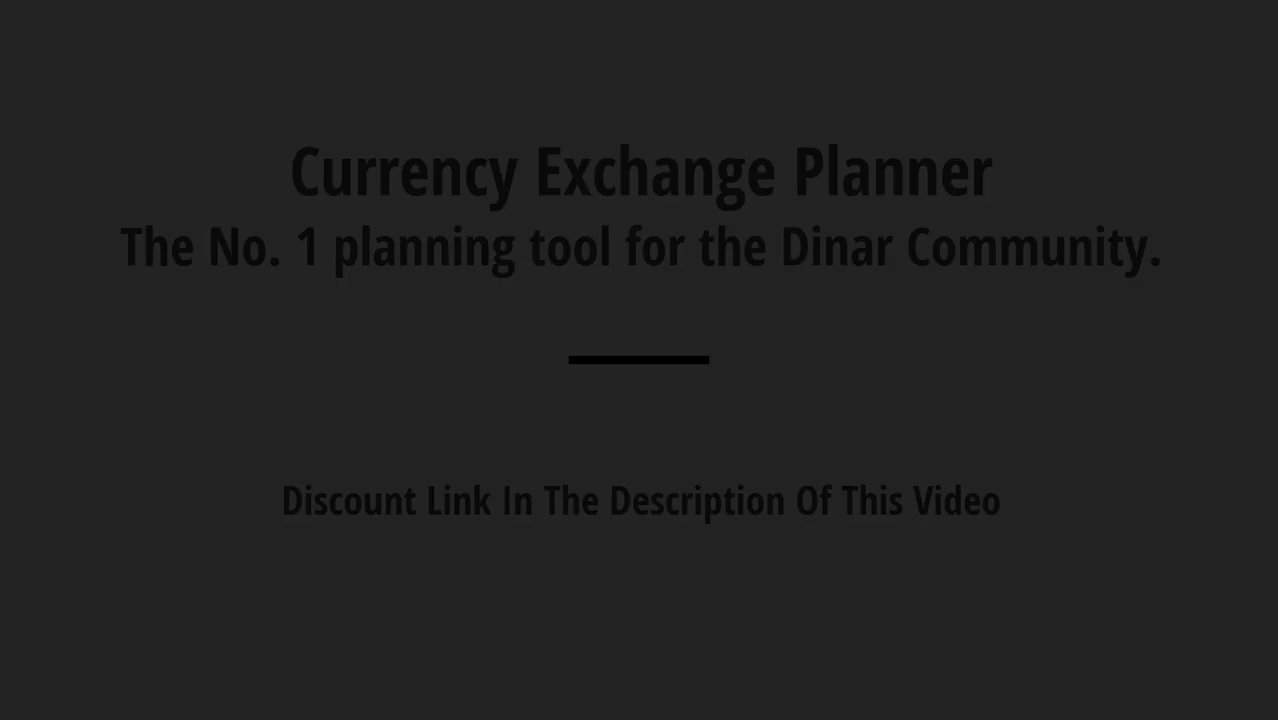 Currency Exchange Planner
The No. 1 planning tool for the Dinar Community.
Discount Link In The Description Of This Video